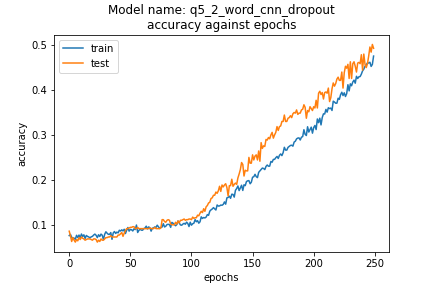 Model name: q5_2_word_cnn_dropout
accuracy against epochs
train
test
0.5
0.4
0.3
0.2
0.1
accuracy
0
50
100
150
200
250
epochs